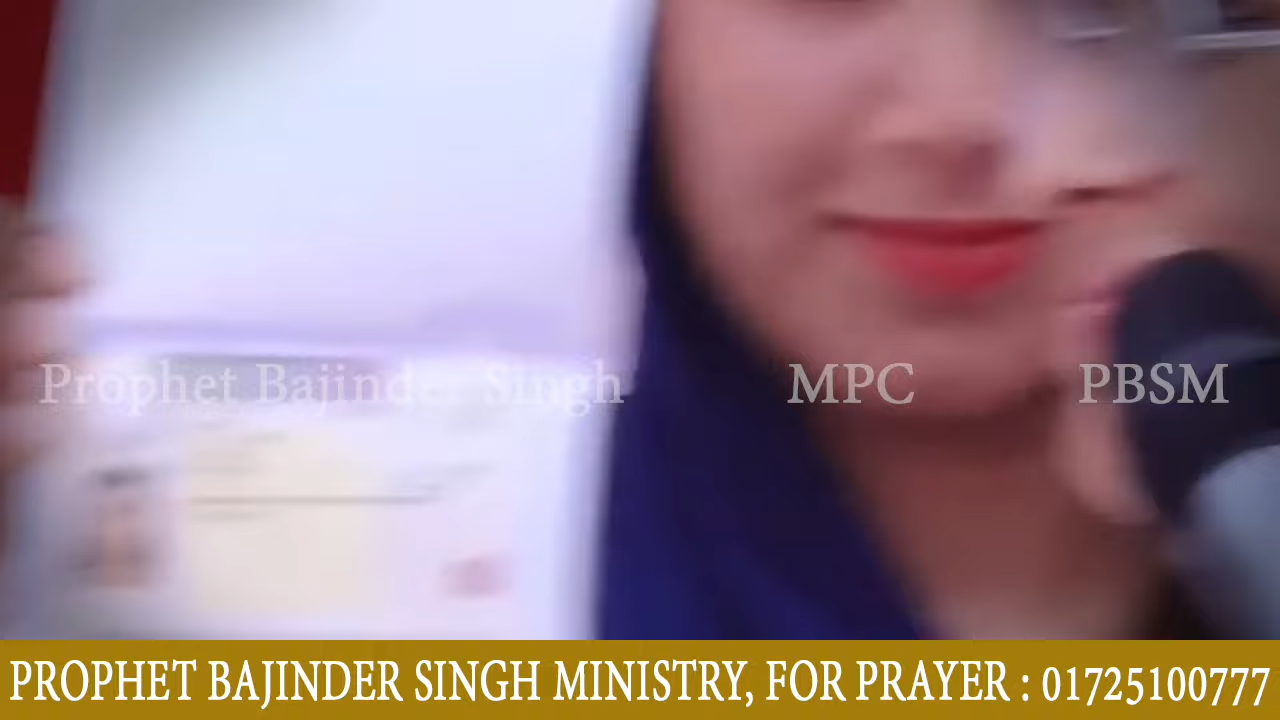 Prophet Bajinder Singh MPC PBSM
PROPHET BAJINDER SINGH MINISTRY, FOR PRAYER : 01725100777